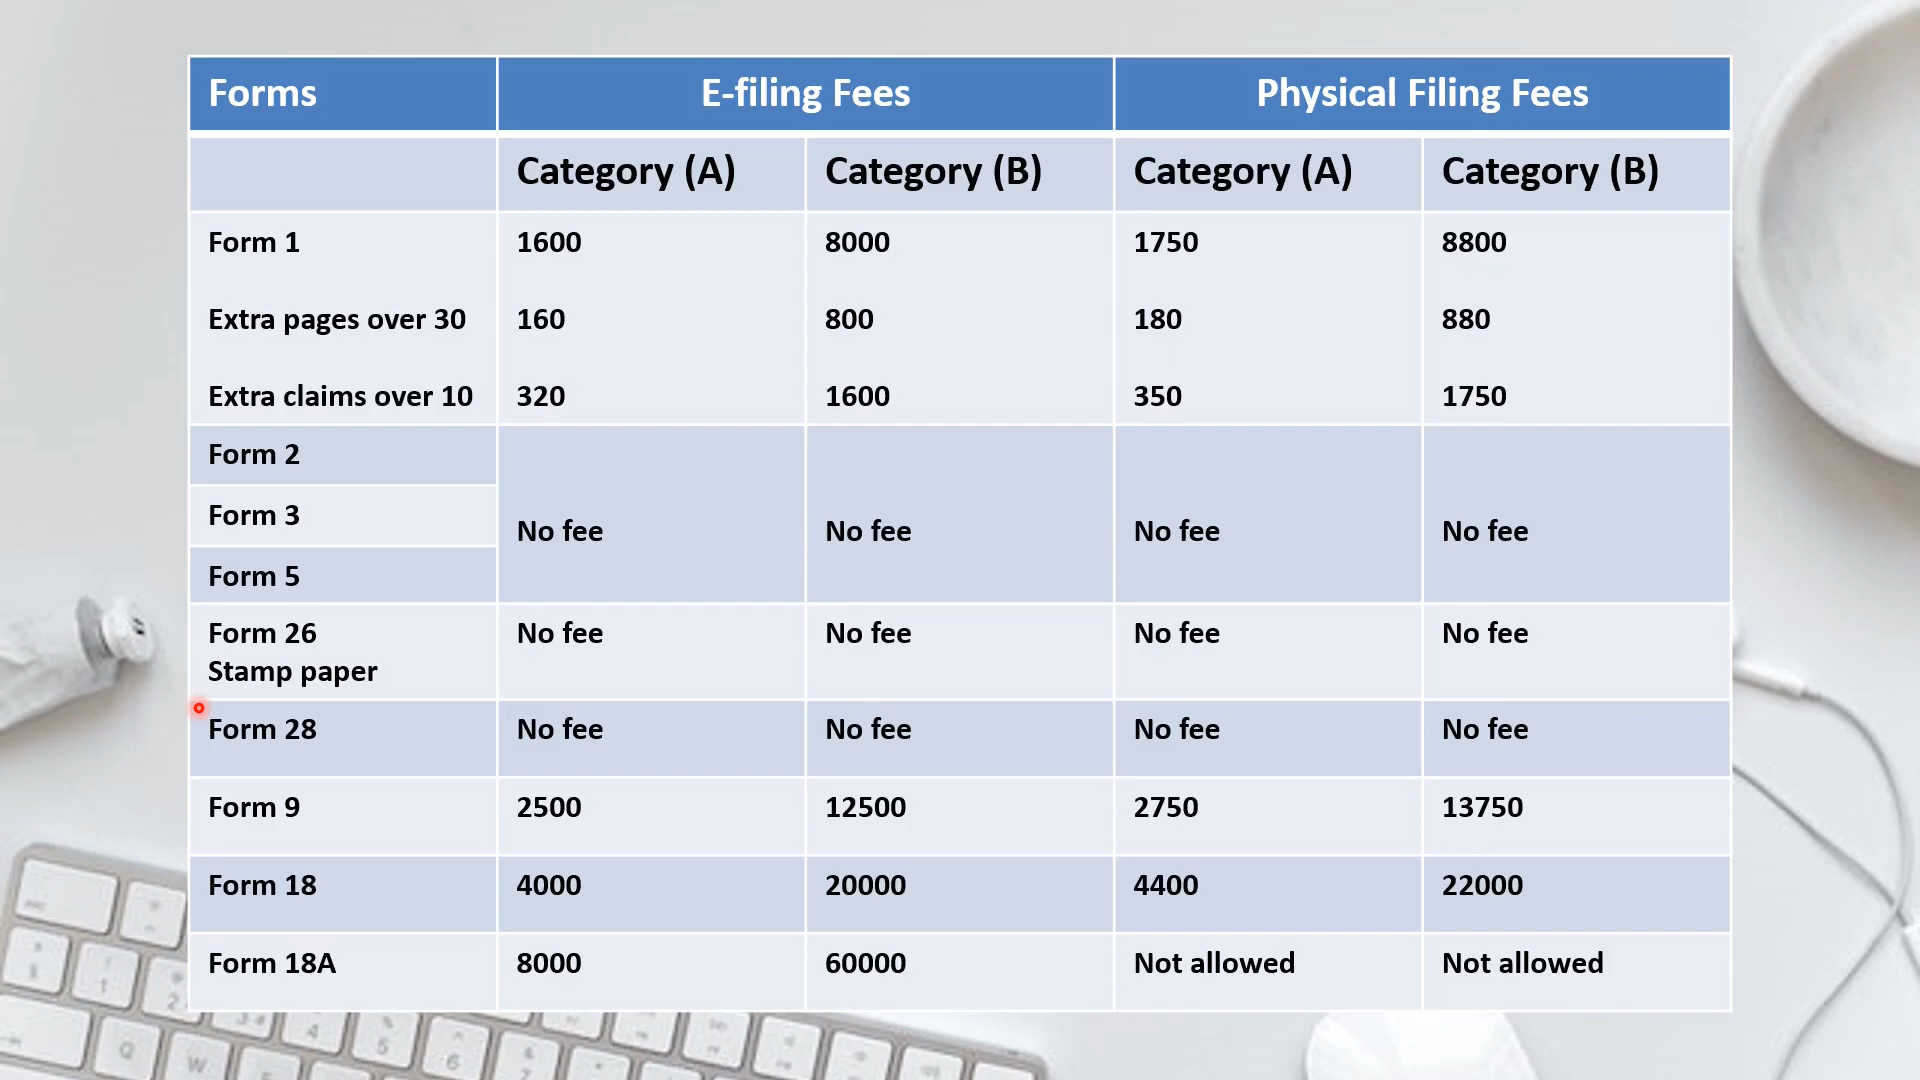 Forms E-filing Fees Physical Filing Fees
Category (A) Category (B) Category (A) Category (B)
Form 1 1600 8000 1750 8800
Extra pages over 30 160 800 180 880
Extra claims over 10 320 1600 350 1750
Form 2
Form 3
No fee No fee No fee No fee
Form 5
Form 26 No fee No fee No fee No fee
Stamp paper
Form 28 No fee No fee No fee No fee
Form 9 2500 12500 2750 13750
Form 18 4000 20000 4400 22000
Form 18A 8000 60000 Not allowed Not allowed